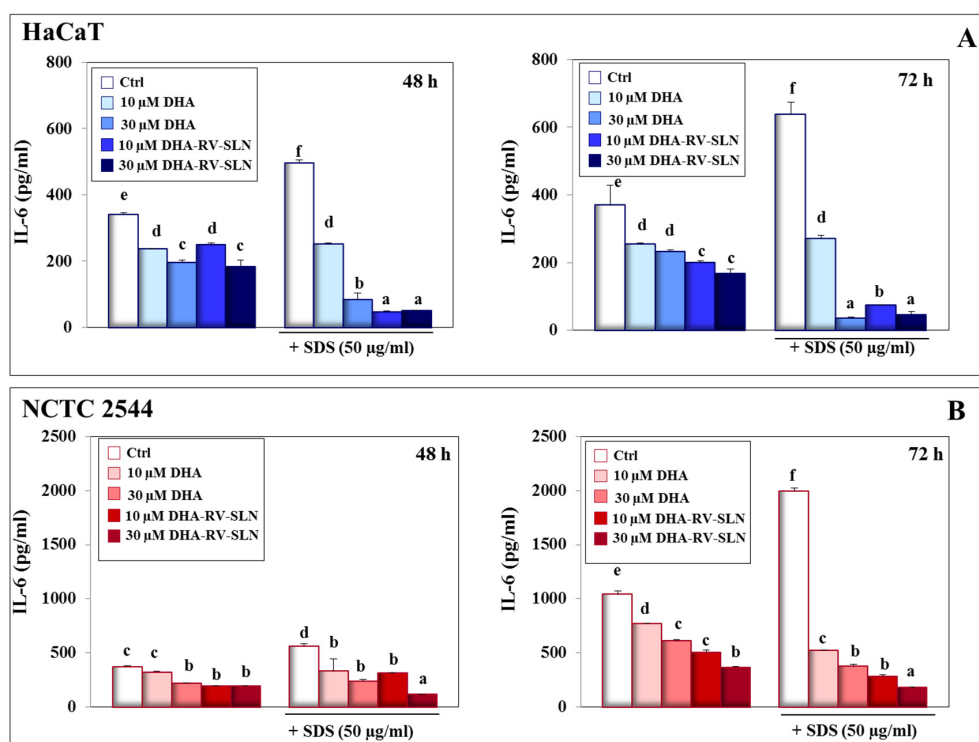 HaCaT
A
800
600
400
200
0
IL-6 (pg/ml)
Ctrl
10 µM DHA
30 µM DHA
10 µM DHA-RV-SLN
30 µM DHA-RV-SLN
48 h
e d c d c
f d b a a
+ SDS (50 µg/ml)
800
600
400
200
0
IL-6 (pg/ml)
Ctrl
10 µM DHA
30 µM DHA
10 µM DHA-RV-SLN
30 µM DHA-RV-SLN
72 h
e d d c c
f d a b a
+ SDS (50 µg/ml)
NCTC 2544
B
2500
2000
1500
1000
500
0
IL-6 (pg/ml)
Ctrl
10 µM DHA
30 µM DHA
10 µM DHA-RV-SLN
30 µM DHA-RV-SLN
48 h
c c b b b
d b b b a
+ SDS (50 µg/ml)
2500
2000
1500
1000
500
0
IL-6 (pg/ml)
Ctrl
10 µM DHA
30 µM DHA
10 µM DHA-RV-SLN
30 µM DHA-RV-SLN
72 h
e d c c b
f c b b a
+ SDS (50 µg/ml)